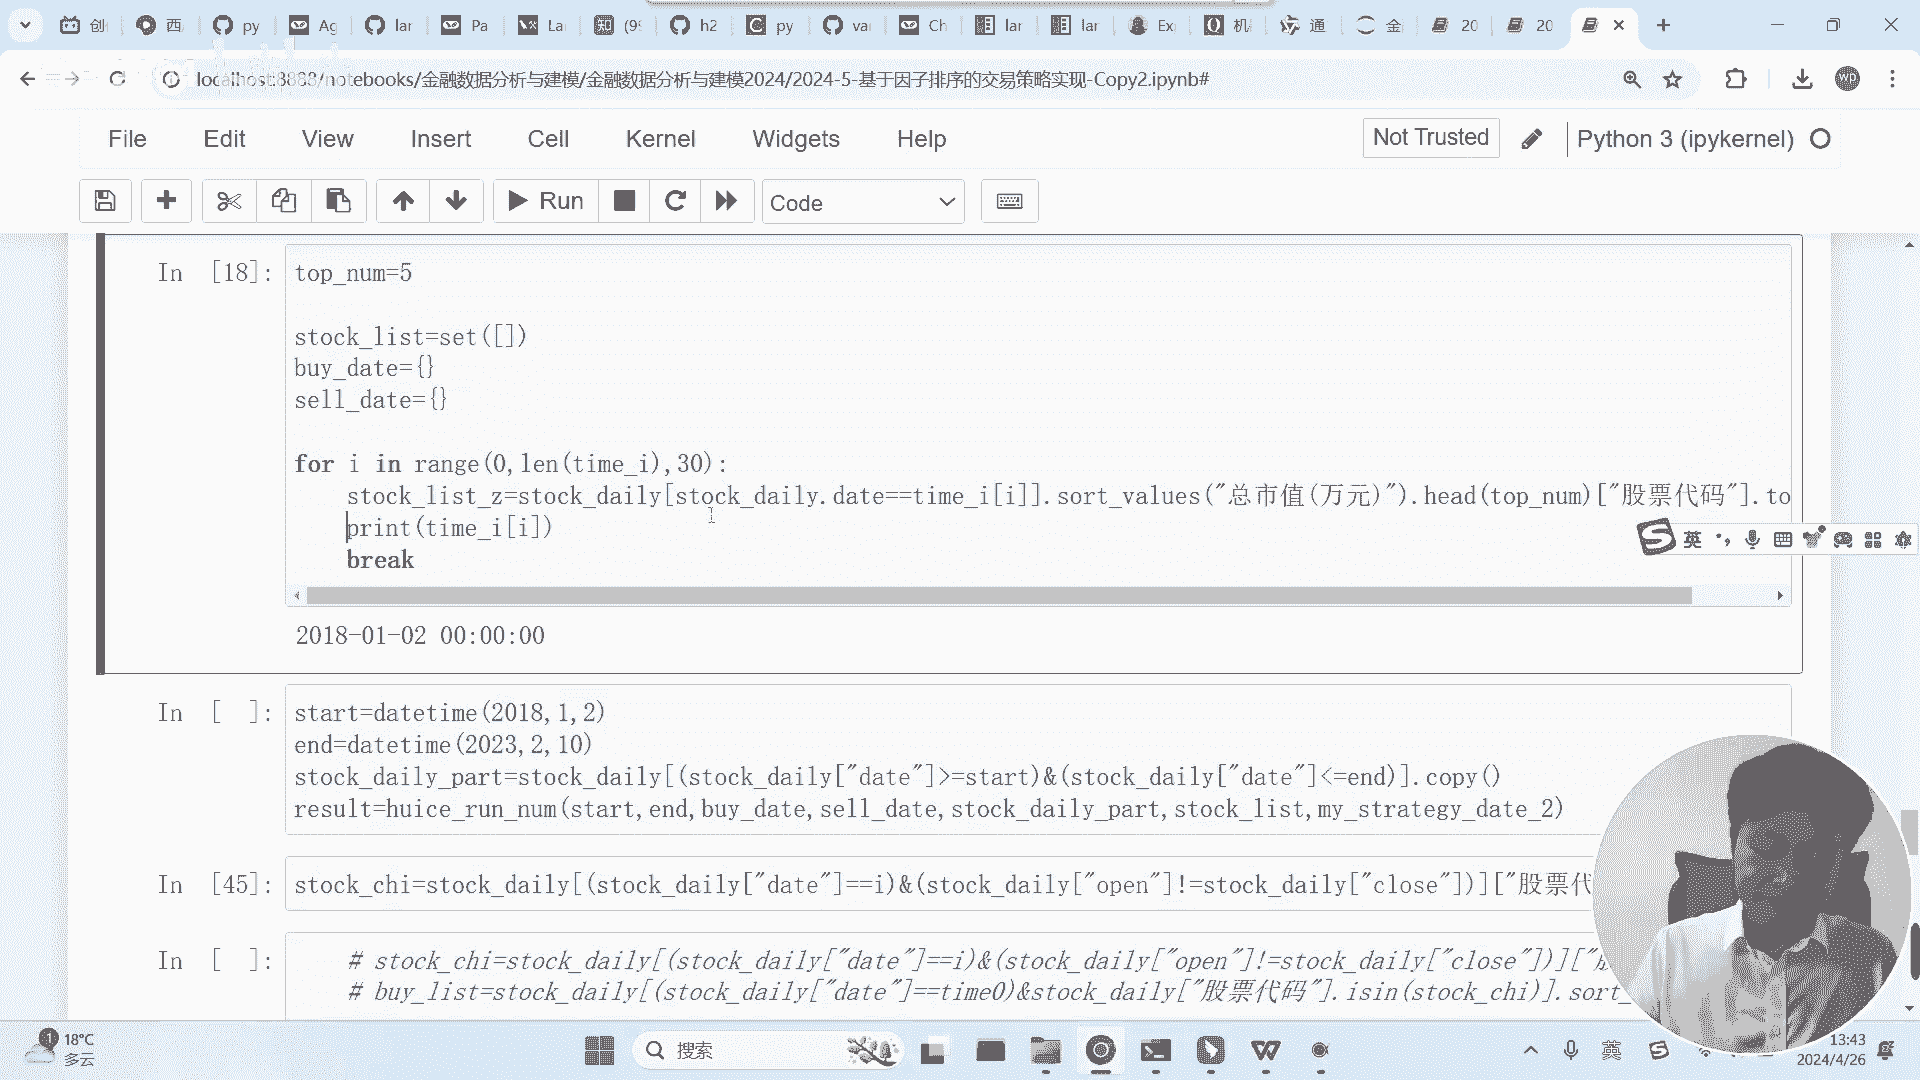 创
西
py
Ag
lar
Pa
La
知 (9
h2
py
va
Ch
lar
lar
Exp
机
通
金
20
20
localhost:8888/notebooks/金融数据分析与建模/金融数据分析与建模2024/2024-5-基于因子排序的交易策略实现-Copy2.ipynb#
wp
File Edit View Insert Cell Kernel Widgets Help
Not Trusted
Python 3 (ipykernel)
Run
Code
In [18]:
top_num=5
stock_list=set([])
buy_date={}
sell_date={}
for i in range(0,len(time_i),30):
stock_list_z=stock_daily[stock_daily.date==time_i[i]].sort_values("总市值(万元)").head(top_num)["股票代码"].to
print(time_i[i])
break
英
2018-01-02 00:00:00
In [ ]:
start=datetime(2018,1,2)
end=datetime(2023,2,10)
stock_daily_part=stock_daily[(stock_daily["date"]>=start)&(stock_daily["date"]<=end)].copy()
result=huice_run_num(start,end,buy_date,sell_date,stock_daily_part,stock_list,my_strategy_date_2)
In [45]:
stock_chi=stock_daily[(stock_daily["date"]==i)&(stock_daily["open"]!=stock_daily["close"])]["股票代
In [ ]:
# stock_chi=stock_daily[(stock_daily["date"]==i)&(stock_daily["open"]!=stock_daily["close"])]["
# buy_list=stock_daily[(stock_daily["date"]==time0)&stock_daily["股票代码"].isin(stock_chi)].sort_
1
18°C
多云
搜索
英
13:43
2024/4/26